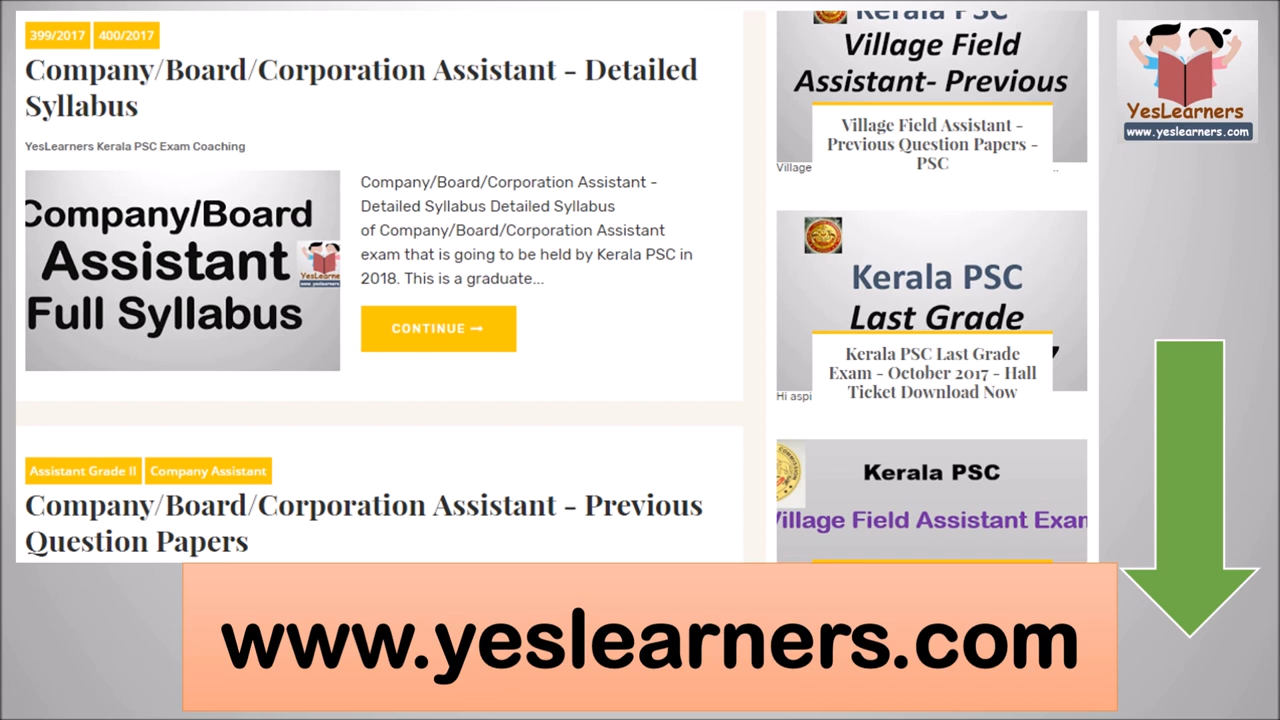 399/2017 400/2017
Company/Board/Corporation Assistant - Detailed
Syllabus
YesLearners Kerala PSC Exam Coaching
Company/Board
Assistant
Full Syllabus
YesLearner
Company/Board/Corporation Assistant -
Detailed Syllabus Detailed Syllabus
of Company/Board/Corporation Assistant
exam that is going to be held by Kerala PSC in
2018. This is a graduate...
CONTINUE
Assistant Grade II Company Assistant
Company/Board/Corporation Assistant - Previous
Question Papers
Kerala PSC
Village Field
Assistant- Previous
Village Field Assistant -
Previous Question Papers -
PSC
Village ..
Kerala PSC
Last Grade
Kerala PSC Last Grade
Exam - October 2017 - Hall
Ticket Download Now
Hi aspi
Kerala PSC
Village Field Assistant Exam
YesLearners
www.yeslearners.com
www.yeslearners.com